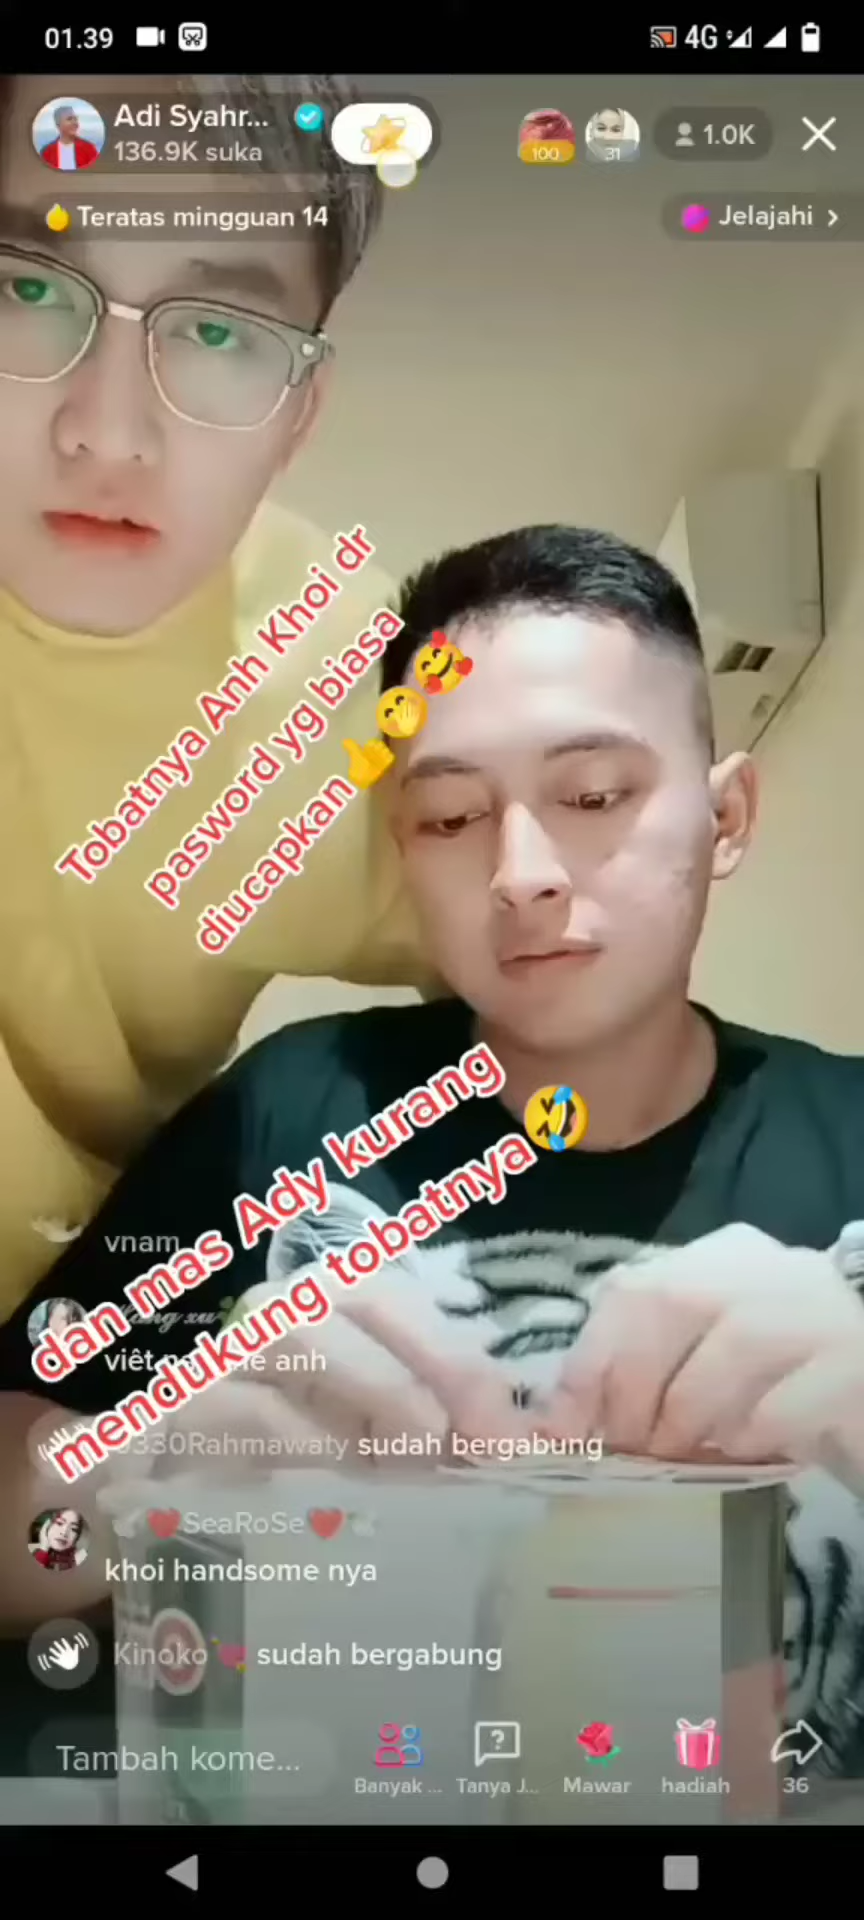 01.39
4G
Adi Syahr...
136.9K suka
100
31
1.0K
Teratas mingguan 14
Jelajahi
Tobatnya Anh Khoi dr
pasword yg biasa
diucapkan👍🤭🥰
dan mas Ady kurang
mendukung tobatnya🤣
vnam
viêt anh
330Rahmawaty sudah bergabung
🕊❤️SeaRoSe❤️🕊
khoi handsome nya
Kinoko💘 sudah bergabung
Tambah kome...
Banyak ...
Tanya J...
Mawar
hadiah
36